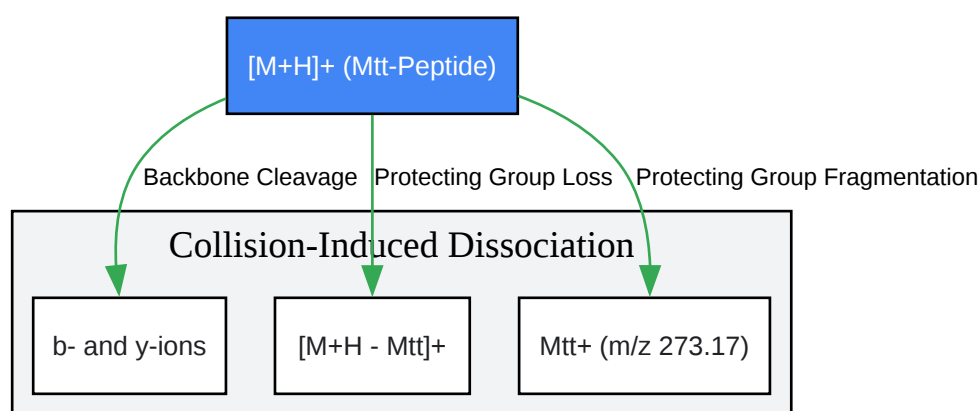 [M+H]+ (Mtt-Peptide)
Backbone Cleavage
Protecting Group Loss
Protecting Group Fragmentation
Collision-Induced Dissociation
b- and y-ions
[M+H - Mtt]+
Mtt+ (m/z 273.17)